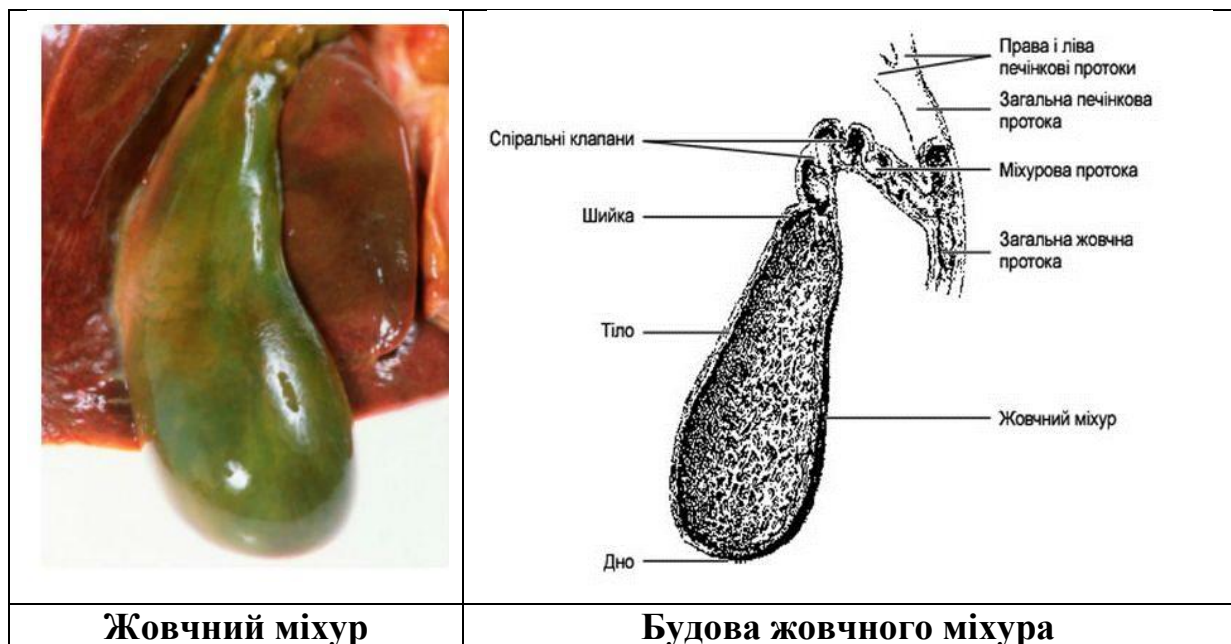 Права і ліва
печінкові протоки
Загальна печінкова
протока
Спіральні клапани
Міхурова протока
Шийка
Загальна жовчна
протока
Тіло
Жовчний міхур
Дно
Жовчний міхур
Будова жовчного міхура